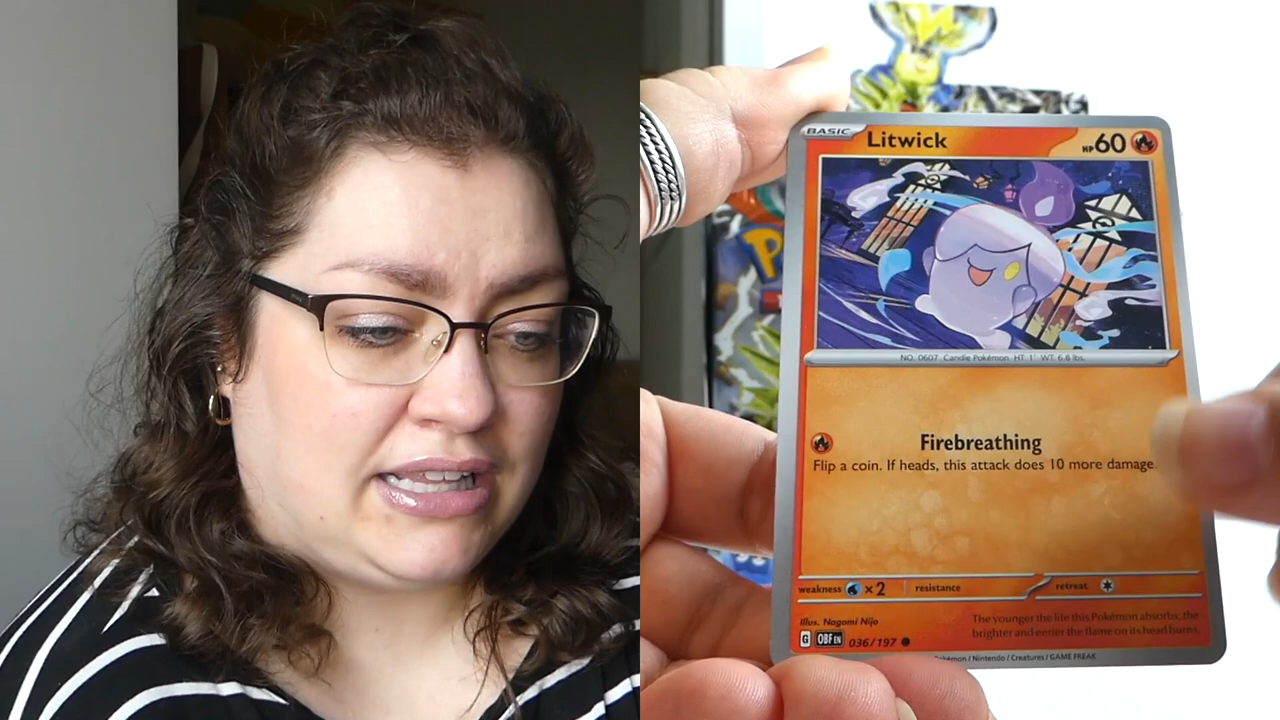 BASIC Litwick HP 60
NO. 0607 Candle Pokémon HT. 1' WT. 6.8 lbs.
Firebreathing
Flip a coin. If heads, this attack does 10 more damage.
weakness ×2 resistance retreat
Illus. Nagomi Nijo
The younger the life this Pokémon absorbs, the
brighter and eerier the flame on its head burns.
G OBF EN 036/197
Pokémon / Nintendo / Creatures / GAME FREAK